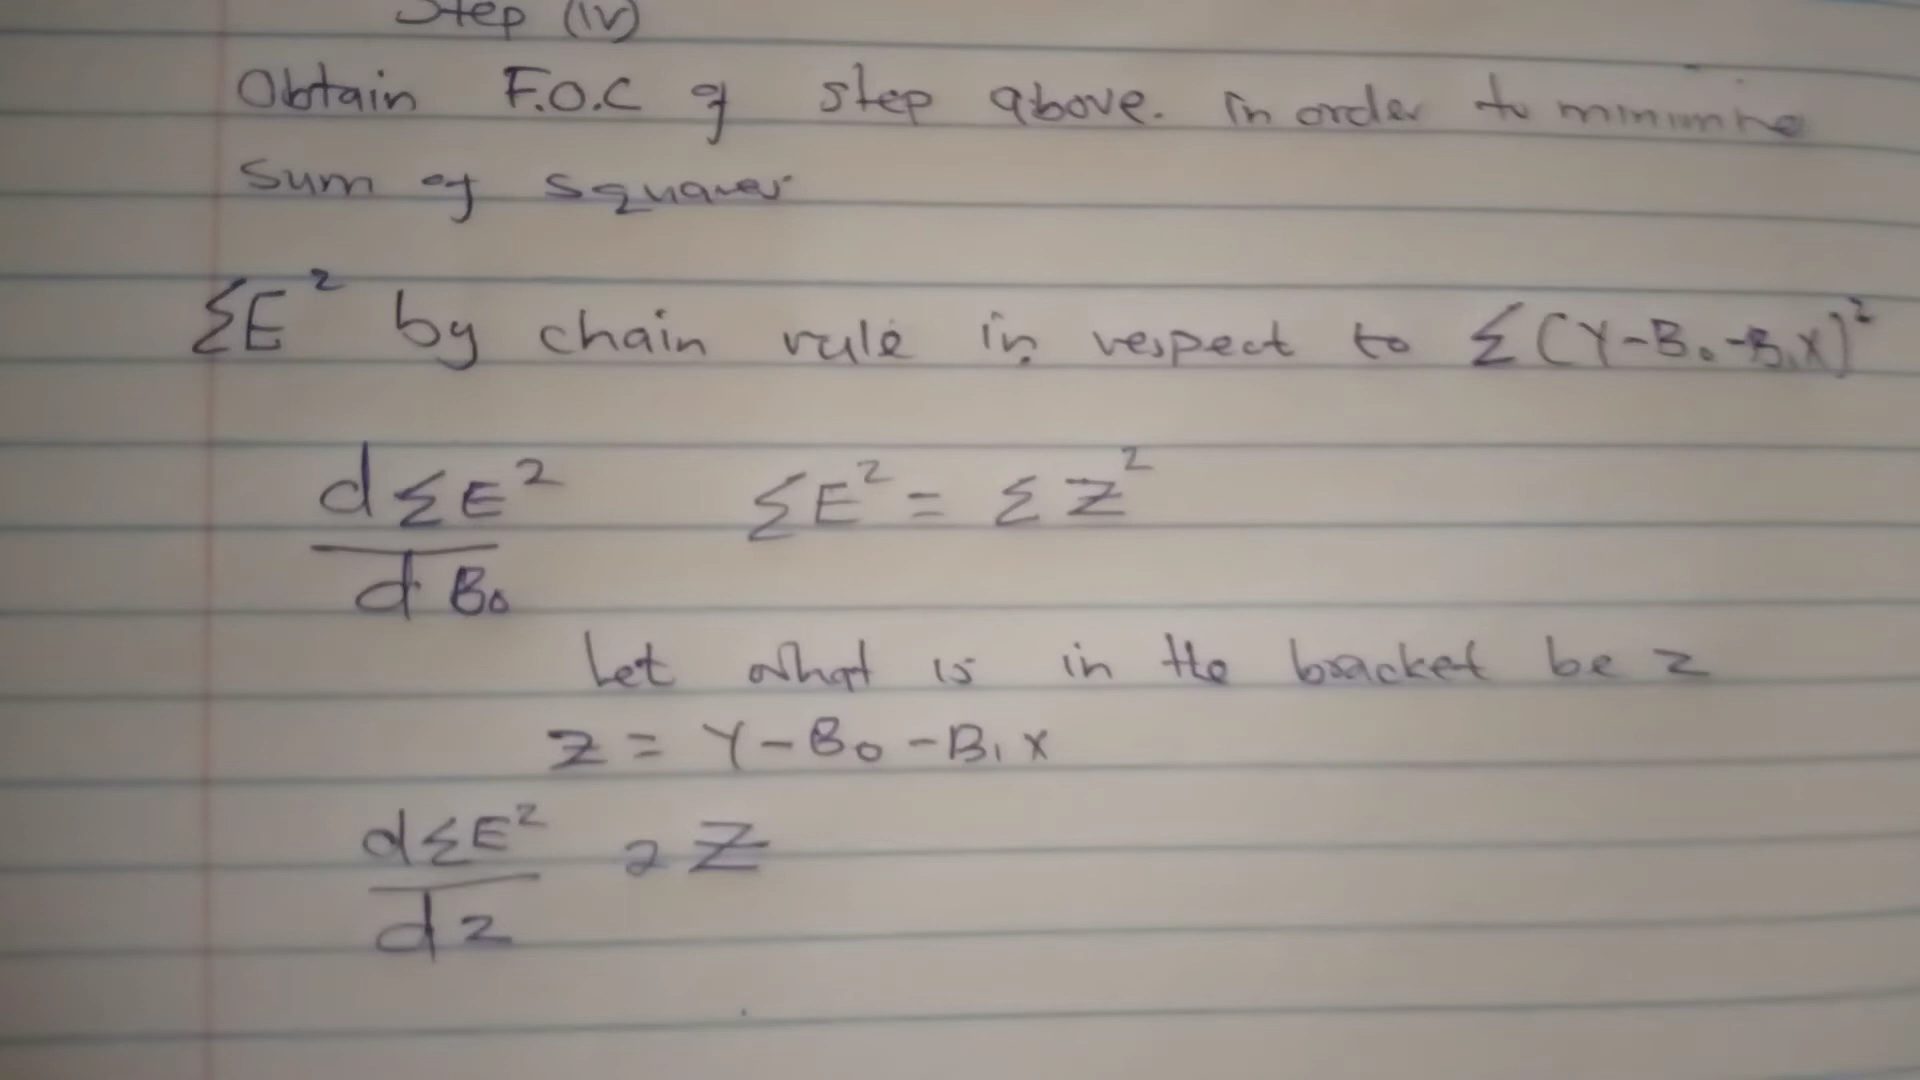 Step (iv)
Obtain F.O.C of step above. in order to minimize
sum of squares
ΣE² by chain rule in respect to Σ(Y-B₀-B₁X)²
dΣE² ΣE² = ΣZ²
dB₀
Let what is in the bracket be z
z = Y-B₀-B₁X
dΣE² 2Z
dz